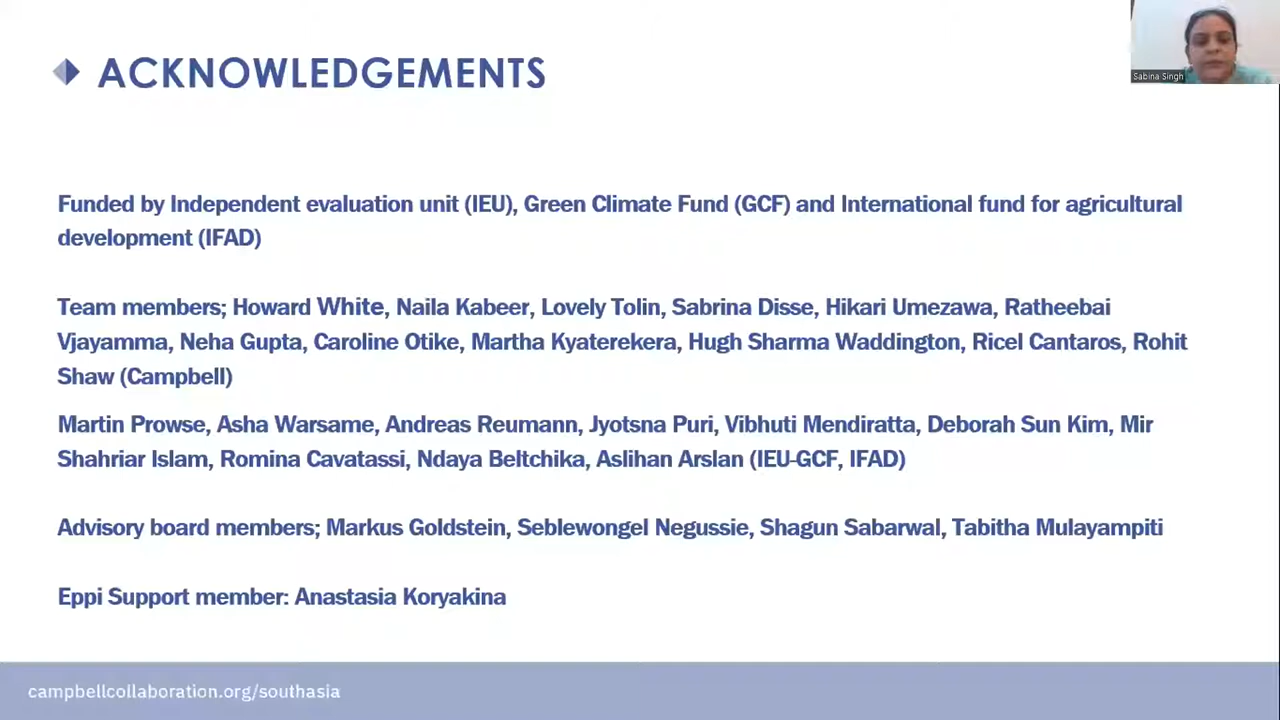 ACKNOWLEDGEMENTS
Sabina Singh
Funded by Independent evaluation unit (IEU), Green Climate Fund (GCF) and International fund for agricultural
development (IFAD)
Team members; Howard White, Naila Kabeer, Lovely Tolin, Sabrina Disse, Hikari Umezawa, Ratheebai
Vjayamma, Neha Gupta, Caroline Otike, Martha Kyaterekera, Hugh Sharma Waddington, Ricel Cantaros, Rohit
Shaw (Campbell)
Martin Prowse, Asha Warsame, Andreas Reumann, Jyotsna Puri, Vibhuti Mendiratta, Deborah Sun Kim, Mir
Shahriar Islam, Romina Cavatassi, Ndaya Beltchika, Aslihan Arslan (IEU-GCF, IFAD)
Advisory board members; Markus Goldstein, Seblewongel Negussie, Shagun Sabarwal, Tabitha Mulayampiti
Eppi Support member: Anastasia Koryakina
campbellcollaboration.org/southasia